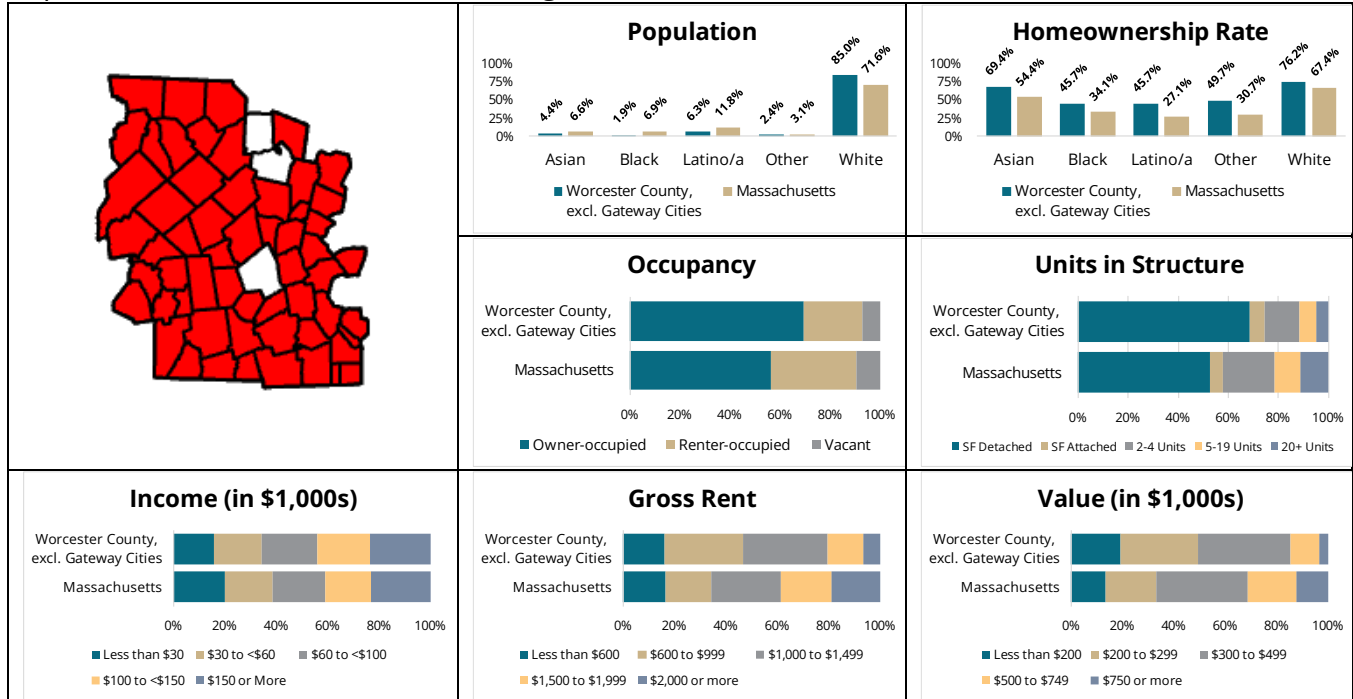 Population
100%
75%
50%
25%
0%
4.4%
6.6%
1.9%
6.9%
6.3%
11.8%
2.4%
3.1%
85.0%
71.6%
Asian Black Latino/a Other White
Worcester County,
excl. Gateway Cities
Massachusetts
Homeownership Rate
100%
75%
50%
25%
0%
69.4%
54.4%
45.7%
34.1%
45.7%
27.1%
49.7%
30.7%
76.2%
67.4%
Asian Black Latino/a Other White
Worcester County,
excl. Gateway Cities
Massachusetts
Occupancy
Worcester County,
excl. Gateway Cities
Massachusetts
0% 20% 40% 60% 80% 100%
Owner-occupied Renter-occupied Vacant
Units in Structure
Worcester County,
excl. Gateway Cities
Massachusetts
0% 20% 40% 60% 80% 100%
SF Detached SF Attached 2-4 Units 5-19 Units 20+ Units
Income (in $1,000s)
Worcester County,
excl. Gateway Cities
Massachusetts
0% 20% 40% 60% 80% 100%
Less than $30 $30 to <$60 $60 to <$100
$100 to <$150 $150 or More
Gross Rent
Worcester County,
excl. Gateway Cities
Massachusetts
0% 20% 40% 60% 80% 100%
Less than $600 $600 to $999 $1,000 to $1,499
$1,500 to $1,999 $2,000 or more
Value (in $1,000s)
Worcester County,
excl. Gateway Cities
Massachusetts
0% 20% 40% 60% 80% 100%
Less than $200 $200 to $299 $300 to $499
$500 to $749 $750 or more